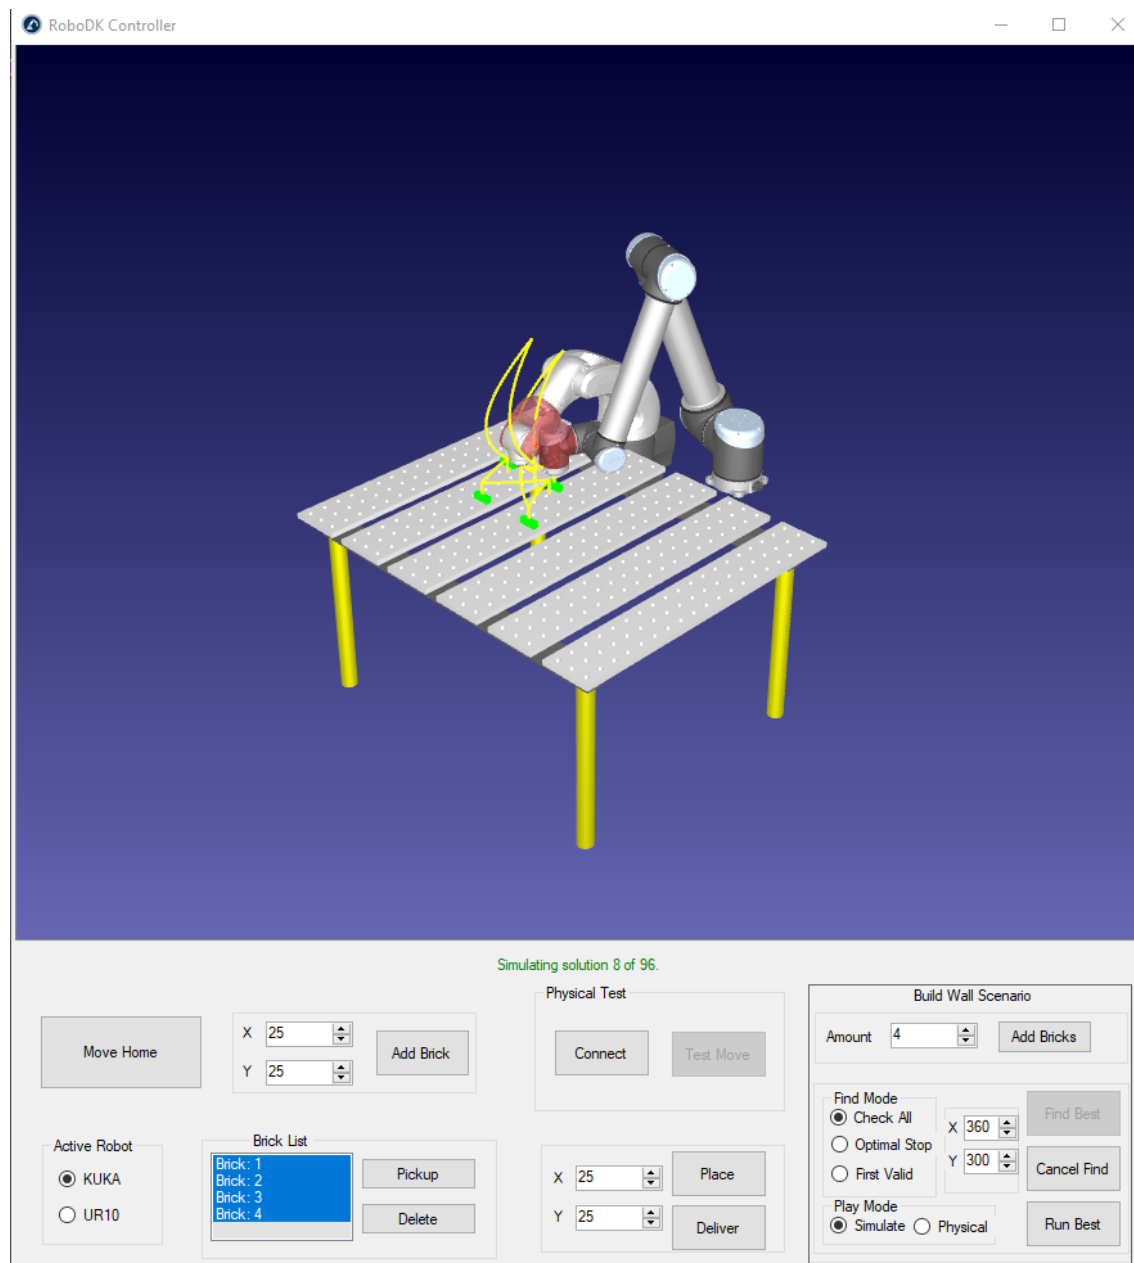 RoboDK Controller
Simulating solution 8 of 96.
Move Home
X 25
Y 25
Add Brick
Physical Test
Connect
Test Move
Build Wall Scenario
Amount 4
Add Bricks
Active Robot
KUKA
UR10
Brick List
Brick: 1
Brick: 2
Brick: 3
Brick: 4
Pickup
Delete
X 25
Y 25
Place
Deliver
Find Mode
Check All
Optimal Stop
First Valid
X 360
Y 300
Find Best
Cancel Find
Play Mode
Simulate Physical
Run Best